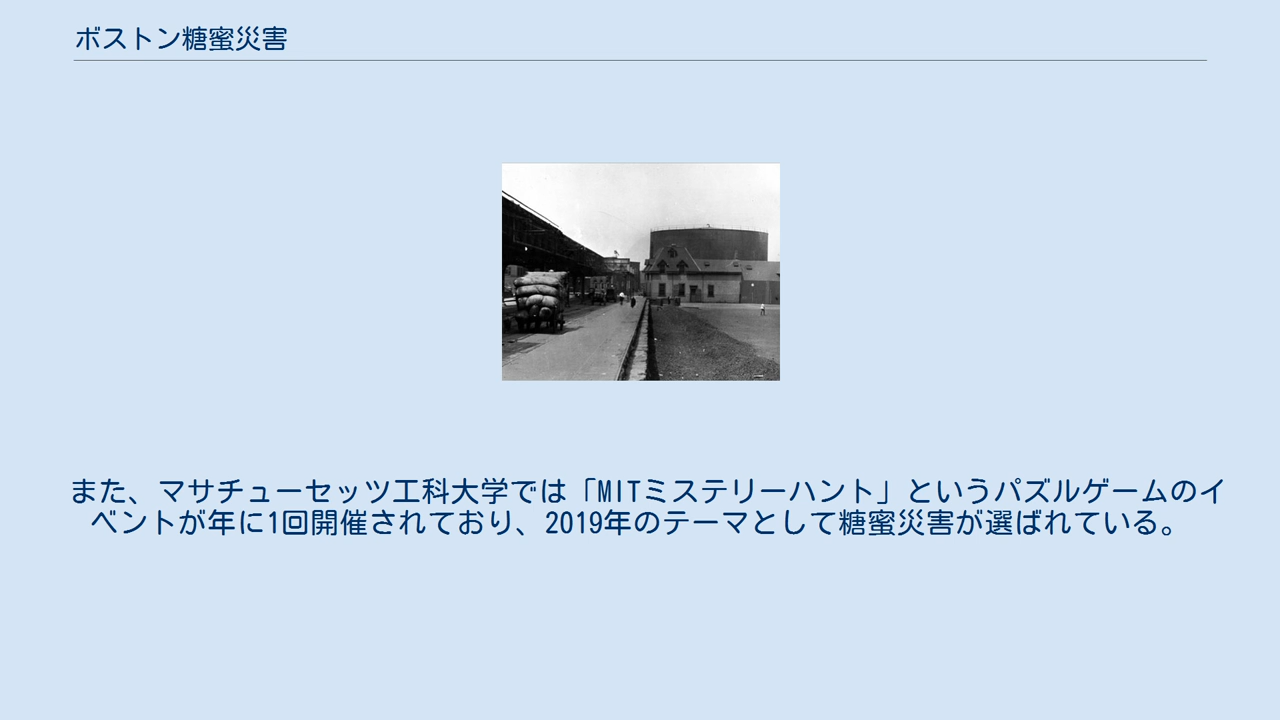 ボストン糖蜜災害
また、マサチューセッツ工科大学では「MITミステリーハント」というパズルゲームのイ
ベントが年に1回開催されており、2019年のテーマとして糖蜜災害が選ばれている。